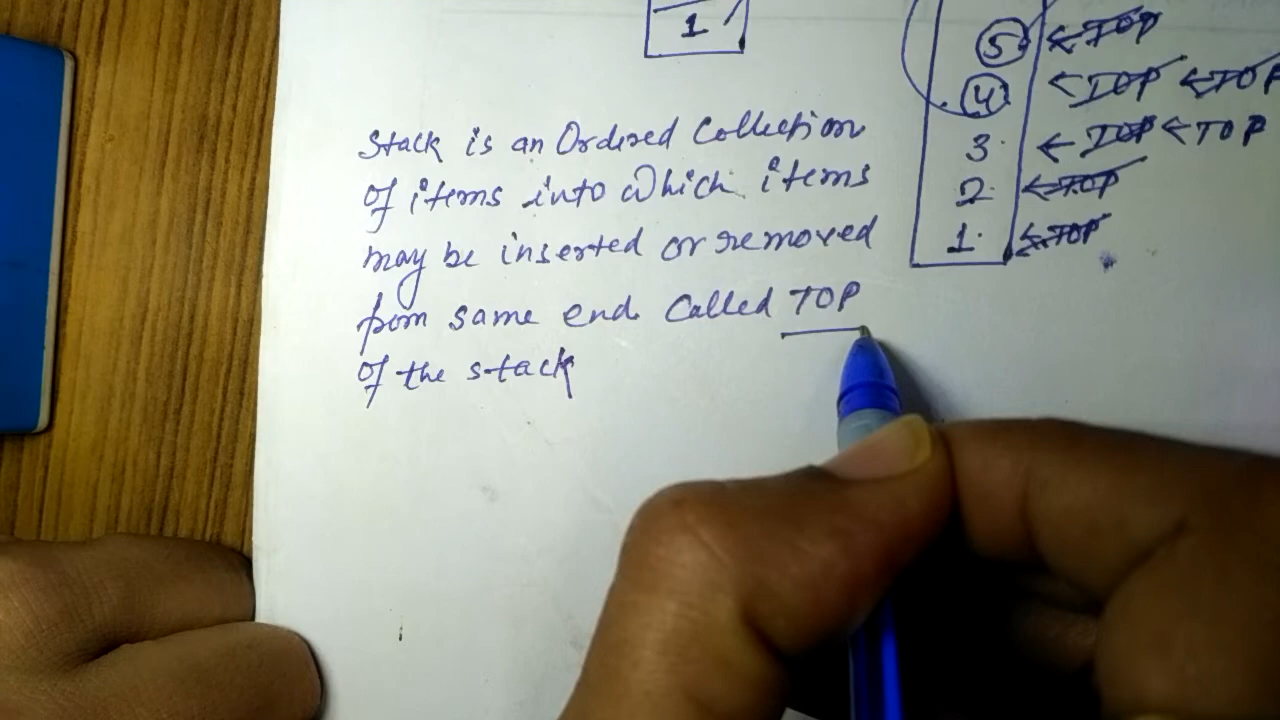 1
5 ←TOP
4 ←TOP ←TOP
3. ←TOP ←TOP
2. ←TOP
1. ←TOP
Stack is an Ordered Collection
of items into which items
may be inserted or removed
from same end. Called TOP
of the stack